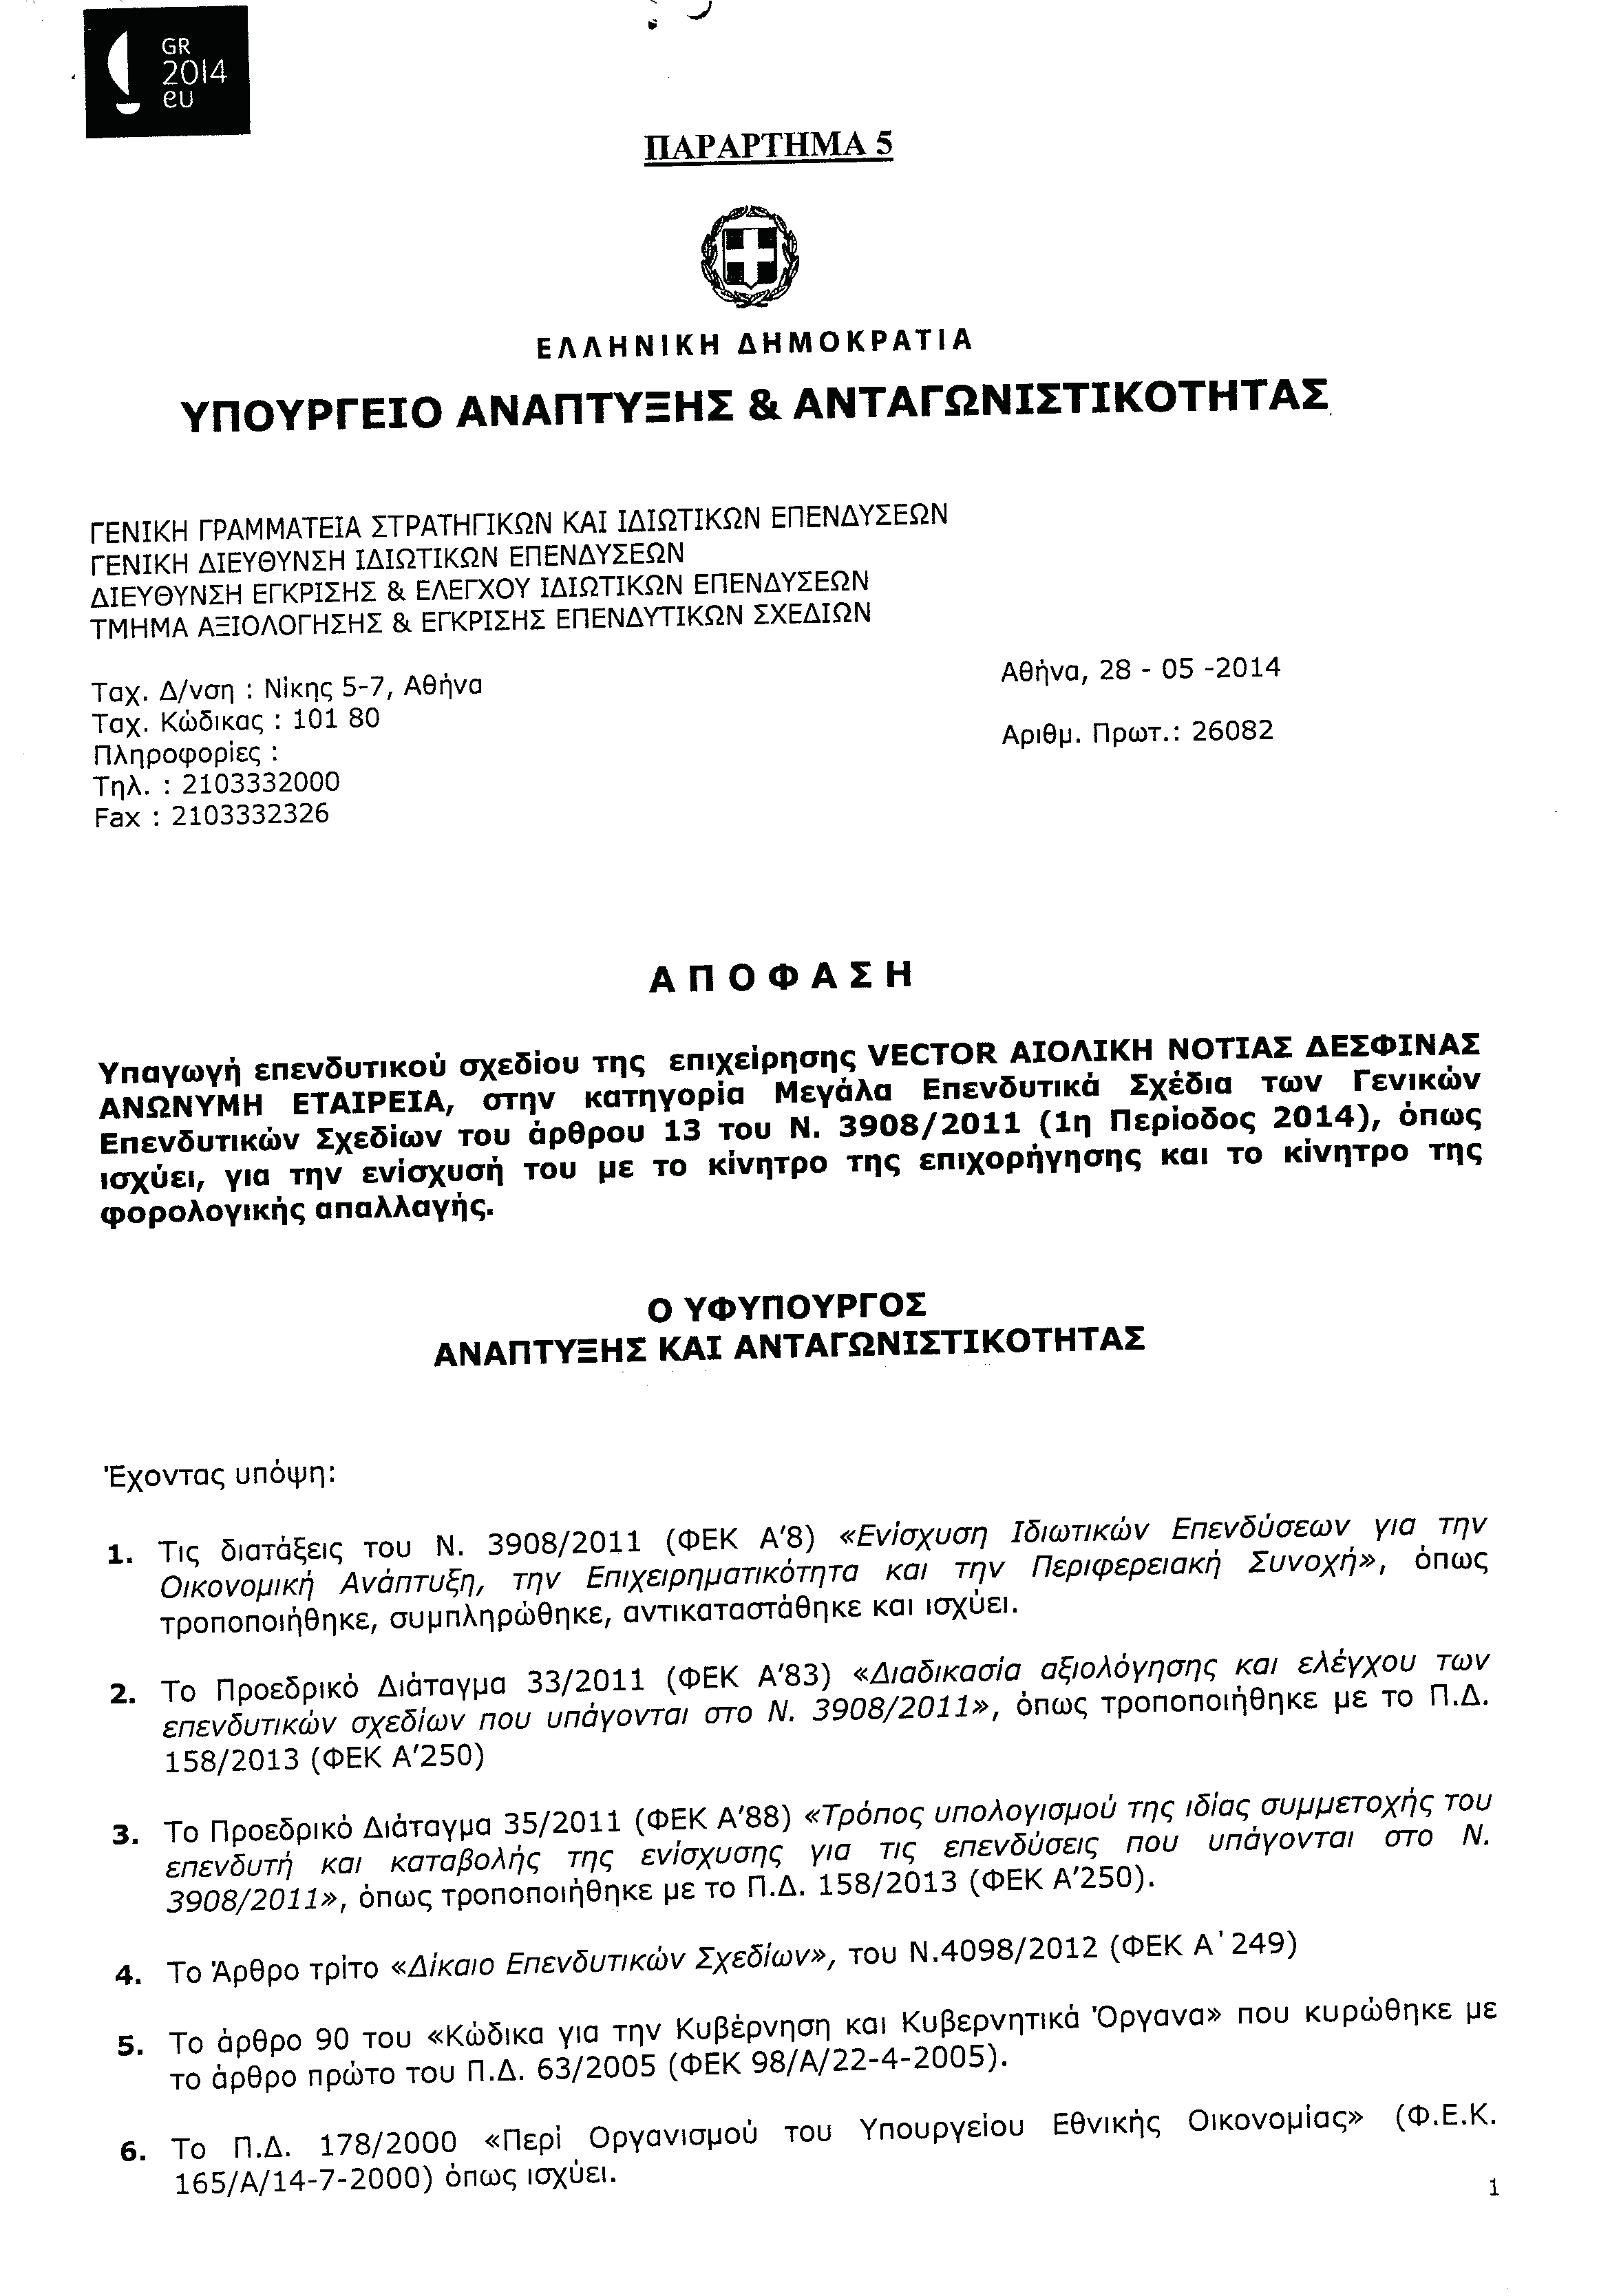 GR
2014
eu
ΠΑΡΑΡΤΗΜΑ 5
ΕΛΛΗΝΙΚΗ ΔΗΜΟΚΡΑΤΙΑ
ΥΠΟΥΡΓΕΙΟ ΑΝΑΠΤΥΞΗΣ & ΑΝΤΑΓΩΝΙΣΤΙΚΟΤΗΤΑΣ
ΓΕΝΙΚΗ ΓΡΑΜΜΑΤΕΙΑ ΣΤΡΑΤΗΓΙΚΩΝ ΚΑΙ ΙΔΙΩΤΙΚΩΝ ΕΠΕΝΔΥΣΕΩΝ
ΓΕΝΙΚΗ ΔΙΕΥΘΥΝΣΗ ΙΔΙΩΤΙΚΩΝ ΕΠΕΝΔΥΣΕΩΝ
ΔΙΕΥΘΥΝΣΗ ΕΓΚΡΙΣΗΣ & ΕΛΕΓΧΟΥ ΙΔΙΩΤΙΚΩΝ ΕΠΕΝΔΥΣΕΩΝ
ΤΜΗΜΑ ΑΞΙΟΛΟΓΗΣΗΣ & ΕΓΚΡΙΣΗΣ ΕΠΕΝΔΥΤΙΚΩΝ ΣΧΕΔΙΩΝ
Ταχ. Δ/νση : Νίκης 5-7, Αθήνα
Ταχ. Κώδικας : 101 80
Πληροφορίες :
Τηλ. : 2103332000
Fax : 2103332326
Αθήνα, 28 - 05 -2014
Αριθμ. Πρωτ.: 26082
Α Π Ο Φ Α Σ Η
Υπαγωγή επενδυτικού σχεδίου της επιχείρησης VECTOR ΑΙΟΛΙΚΗ ΝΟΤΙΑΣ ΔΕΣΦΙΝΑΣ
ΑΝΩΝΥΜΗ ΕΤΑΙΡΕΙΑ, στην κατηγορία Μεγάλα Επενδυτικά Σχέδια των Γενικών
Επενδυτικών Σχεδίων του άρθρου 13 του Ν. 3908/2011 (1η Περίοδος 2014), όπως
ισχύει, για την ενίσχυσή του με το κίνητρο της επιχορήγησης και το κίνητρο της
φορολογικής απαλλαγής.
Ο ΥΦΥΠΟΥΡΓΟΣ
ΑΝΑΠΤΥΞΗΣ ΚΑΙ ΑΝΤΑΓΩΝΙΣΤΙΚΟΤΗΤΑΣ
Έχοντας υπόψη:
1. Τις διατάξεις του Ν. 3908/2011 (ΦΕΚ Α'8) «Ενίσχυση Ιδιωτικών Επενδύσεων για την
Οικονομική Ανάπτυξη, την Επιχειρηματικότητα και την Περιφερειακή Συνοχή», όπως
τροποποιήθηκε, συμπληρώθηκε, αντικαταστάθηκε και ισχύει.
2. Το Προεδρικό Διάταγμα 33/2011 (ΦΕΚ Α'83) «Διαδικασία αξιολόγησης και ελέγχου των
επενδυτικών σχεδίων που υπάγονται στο Ν. 3908/2011», όπως τροποποιήθηκε με το Π.Δ.
158/2013 (ΦΕΚ Α'250)
3. Το Προεδρικό Διάταγμα 35/2011 (ΦΕΚ Α'88) «Τρόπος υπολογισμού της ιδίας συμμετοχής του
επενδυτή και καταβολής της ενίσχυσης για τις επενδύσεις που υπάγονται στο Ν.
3908/2011», όπως τροποποιήθηκε με το Π.Δ. 158/2013 (ΦΕΚ Α'250).
4. Το Άρθρο τρίτο «Δίκαιο Επενδυτικών Σχεδίων», του Ν.4098/2012 (ΦΕΚ Α' 249)
5. Το άρθρο 90 του «Κώδικα για την Κυβέρνηση και Κυβερνητικά Όργανα» που κυρώθηκε με
το άρθρο πρώτο του Π.Δ. 63/2005 (ΦΕΚ 98/Α/22-4-2005).
6. Το Π.Δ. 178/2000 «Περί Οργανισμού του Υπουργείου Εθνικής Οικονομίας» (Φ.Ε.Κ.
165/Α/14-7-2000) όπως ισχύει.
1